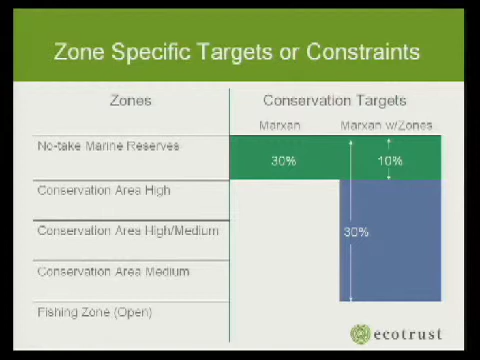 Zone Specific Targets or Constraints
Zones
Conservation Targets
Marxan
Marxan w/Zones
No-take Marine Reserves
30%
10%
Conservation Area High
Conservation Area High/Medium
30%
Conservation Area Medium
Fishing Zone (Open)
ecotrust